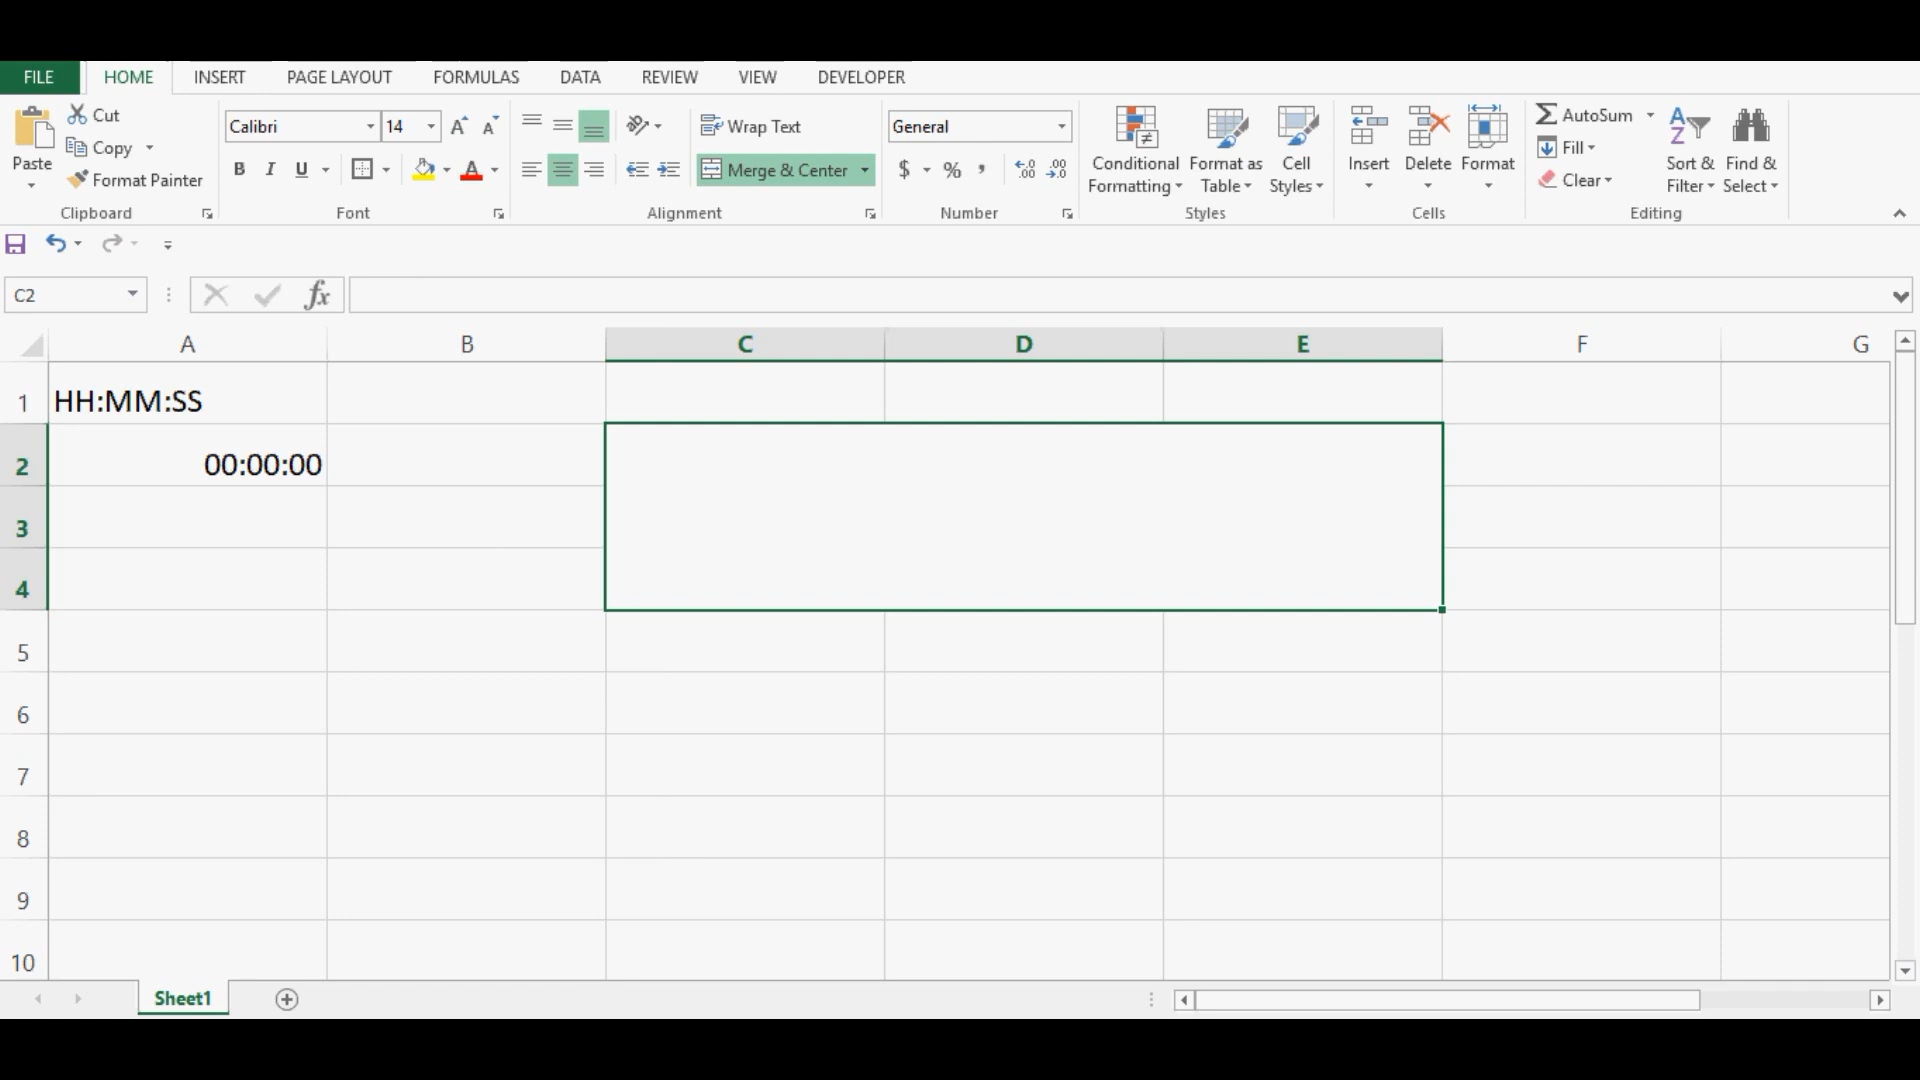 FILE HOME INSERT PAGE LAYOUT FORMULAS DATA REVIEW VIEW DEVELOPER
Paste
Cut
Copy
Format Painter
Clipboard
Calibri 14
B I U
Font
Wrap Text
Merge & Center
Alignment
General
$ % ,
Number
Conditional Formatting
Format as Table
Cell Styles
Styles
Insert
Delete
Format
Cells
AutoSum
Fill
Clear
Sort & Filter
Find & Select
Editing
C2
fx
A B C D E F G
1 HH:MM:SS
2 00:00:00
3
4
5
6
7
8
9
10
Sheet1